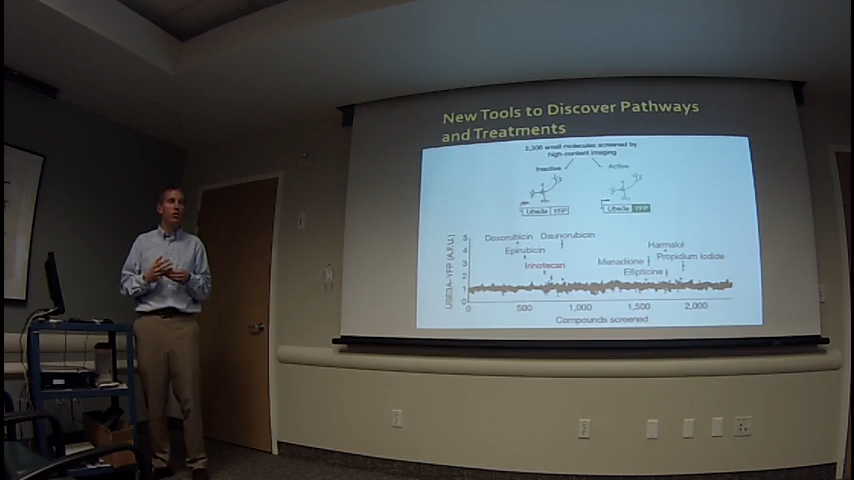 New Tools to Discover Pathways
and Treatments
2,306 small molecules screened by
high-content imaging
Inactive Active
Ube3a YFP Ube3a YFP
UBE3A-YFP (A.F.U.)
5
4
3
2
1
0
Doxorubicin Daunorubicin
Epirubicin
Irinotecan
Harmalol
Menadione Propidium iodide
Ellipticine
0 500 1,000 1,500 2,000
Compounds screened